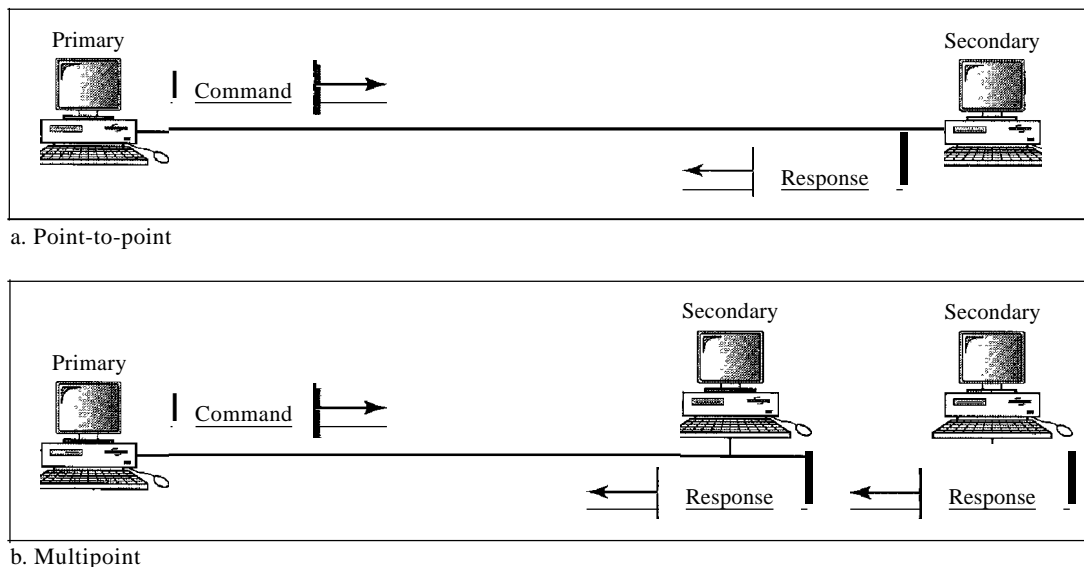 Primary
Secondary
Command
Response
a. Point-to-point
Secondary
Secondary
Primary
Command
Response
Response
b. Multipoint